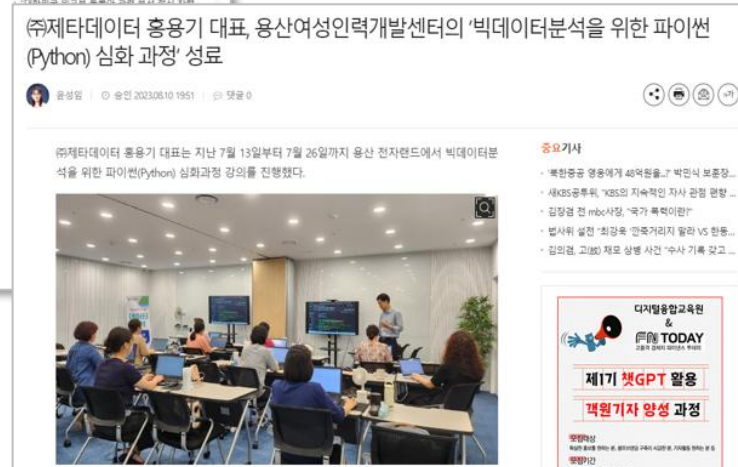 ㈜제타데이터 홍용기 대표, 용산여성인력개발센터의 '빅데이터분석을 위한 파이썬
(Python) 심화 과정' 성료
윤성임 | 승인 2023.08.10 19:51 | 댓글 0
㈜제타데이터 홍용기 대표는 지난 7월 13일부터 7월 26일까지 용산 전자랜드에서 빅데이터분
석을 위한 파이썬(Python) 심화과정 강의를 진행했다.
중요기사
"북한중공 영웅에게 48억원을..?" 박민식 보훈장...
새KBS공투위, "KBS의 지속적인 자사 관점 편향 ...
김장겸 전 mbc사장, "국가 폭력이란?"
법사위 설전 "최강욱 '깐죽거리지 말라 VS 한동...
김의겸, 고(故) 채모 상병 사건 "수사 기록 갖고 ...
디지털융합교육원
&
FN TODAY
제1기 챗GPT 활용
객원기자 양성 과정
모집대상
모집기간